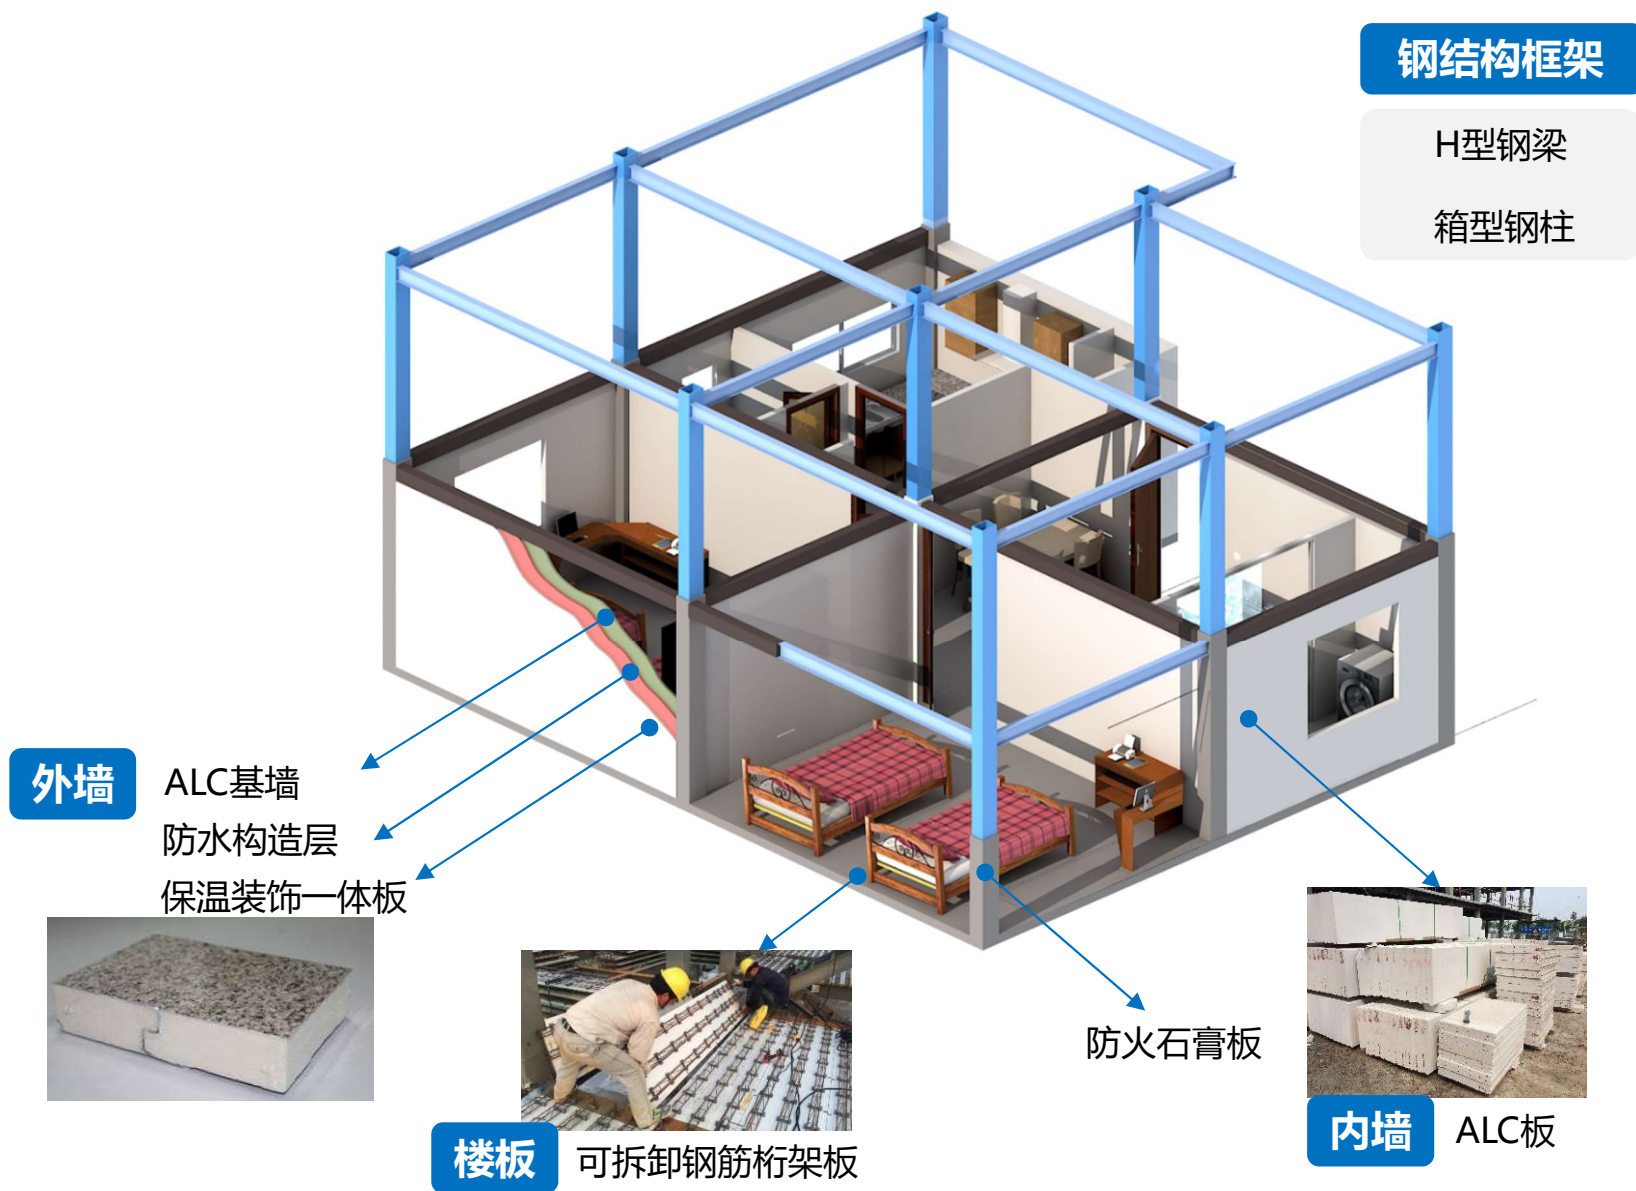 钢结构框架
H型钢梁
箱型钢柱
外墙
ALC基墙
防水构造层
保温装饰一体板
防火石膏板
内墙
ALC板
楼板
可拆卸钢筋桁架板